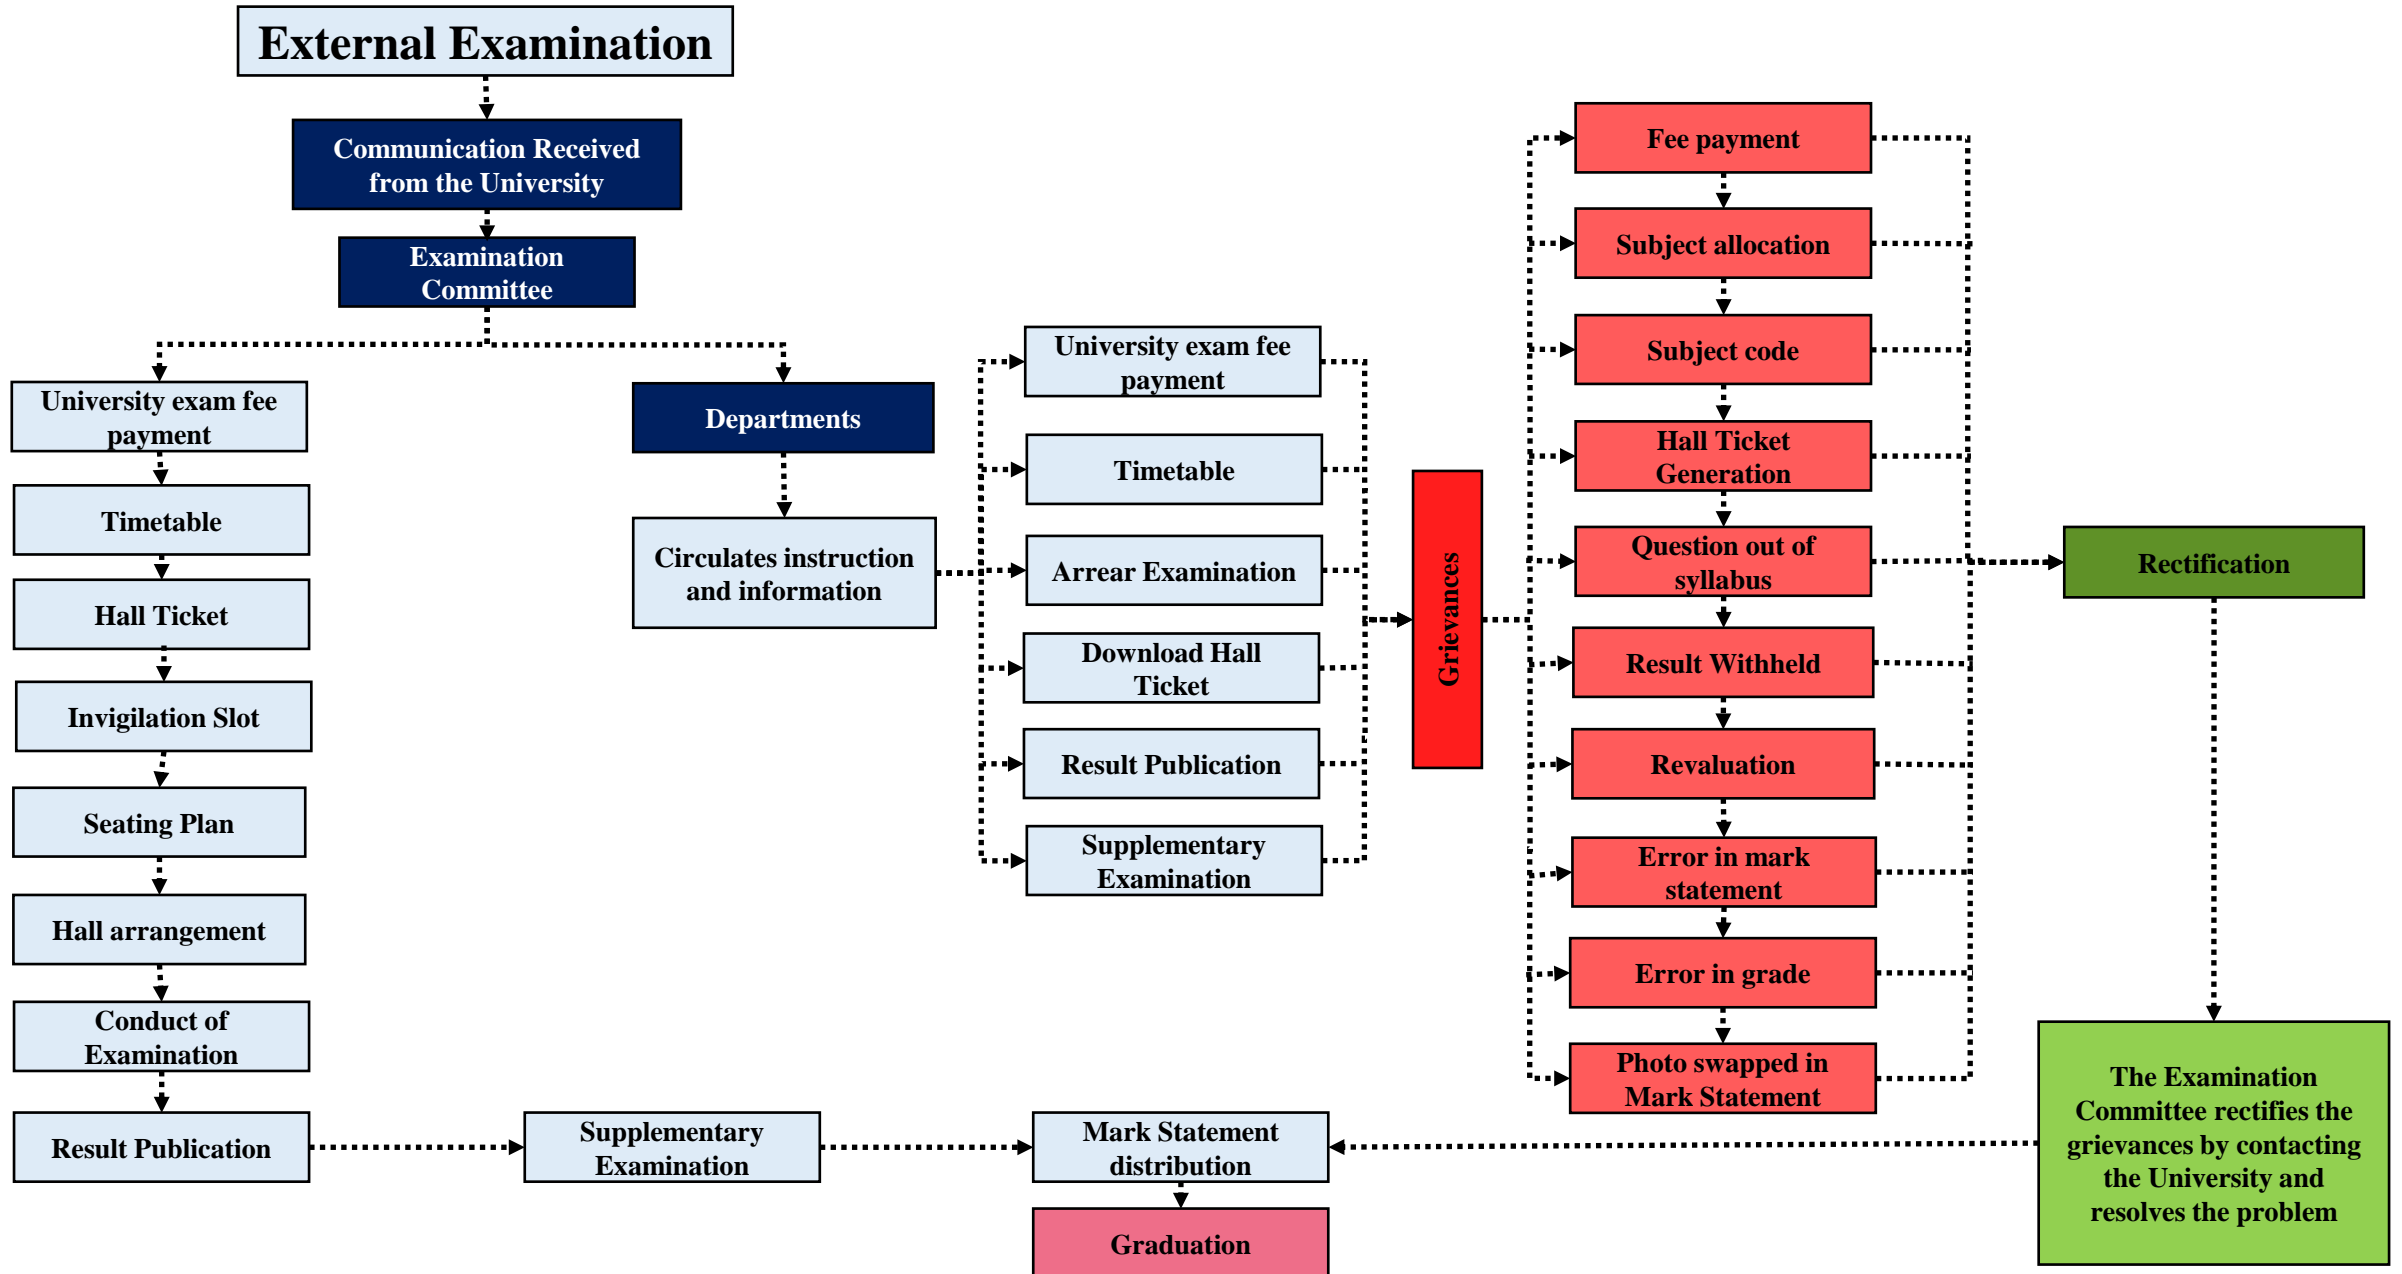 External Examination
Communication Received
from the University
Examination
Committee
University exam fee
payment
Timetable
Hall Ticket
Invigilation Slot
Seating Plan
Hall arrangement
Conduct of
Examination
Result Publication
Supplementary
Examination
Mark Statement
distribution
Graduation
Departments
Circulates instruction
and information
University exam fee
payment
Timetable
Arrear Examination
Download Hall
Ticket
Result Publication
Supplementary
Examination
Grievances
Fee payment
Subject allocation
Subject code
Hall Ticket
Generation
Question out of
syllabus
Result Withheld
Revaluation
Error in mark
statement
Error in grade
Photo swapped in
Mark Statement
Rectification
The Examination
Committee rectifies the
grievances by contacting
the University and
resolves the problem